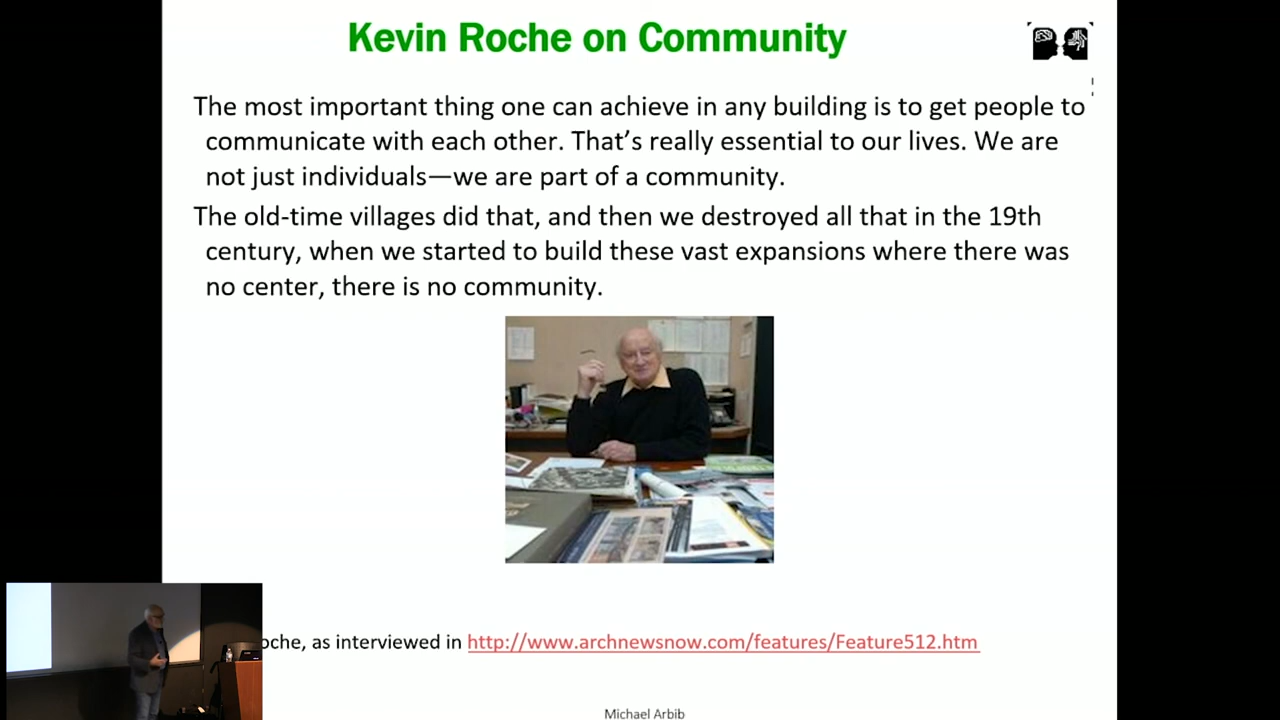 Kevin Roche on Community
The most important thing one can achieve in any building is to get people to
communicate with each other. That’s really essential to our lives. We are
not just individuals—we are part of a community.
The old-time villages did that, and then we destroyed all that in the 19th
century, when we started to build these vast expansions where there was
no center, there is no community.
oche, as interviewed in http://www.archnewsnow.com/features/Feature512.htm
Michael Arbib